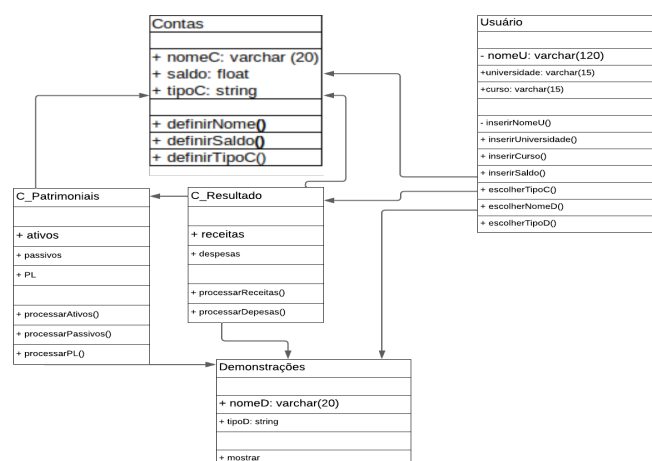 Contas
+ nomeC: varchar (20)
+ saldo: float
+ tipoC: string
+ definirNome()
+ definirSaldo()
+ definirTipoC()
Usuário
- nomeU: varchar(120)
+universidade: varchar(15)
+curso: varchar(15)
- inserirNomeU()
+ inserirUniversidade()
+ inserirCurso()
+ inserirSaldo()
+ escolherTipoC()
+ escolherNomeD()
+ escolherTipoD()
C_Patrimoniais
+ ativos
+ passivos
+ PL
+ processarAtivos()
+ processarPassivos()
+ processarPL()
C_Resultado
+ receitas
+ despesas
+ processarReceitas()
+ processarDepesas()
Demonstrações
+ nomeD: varchar(20)
+ tipoD: string
+ mostrar